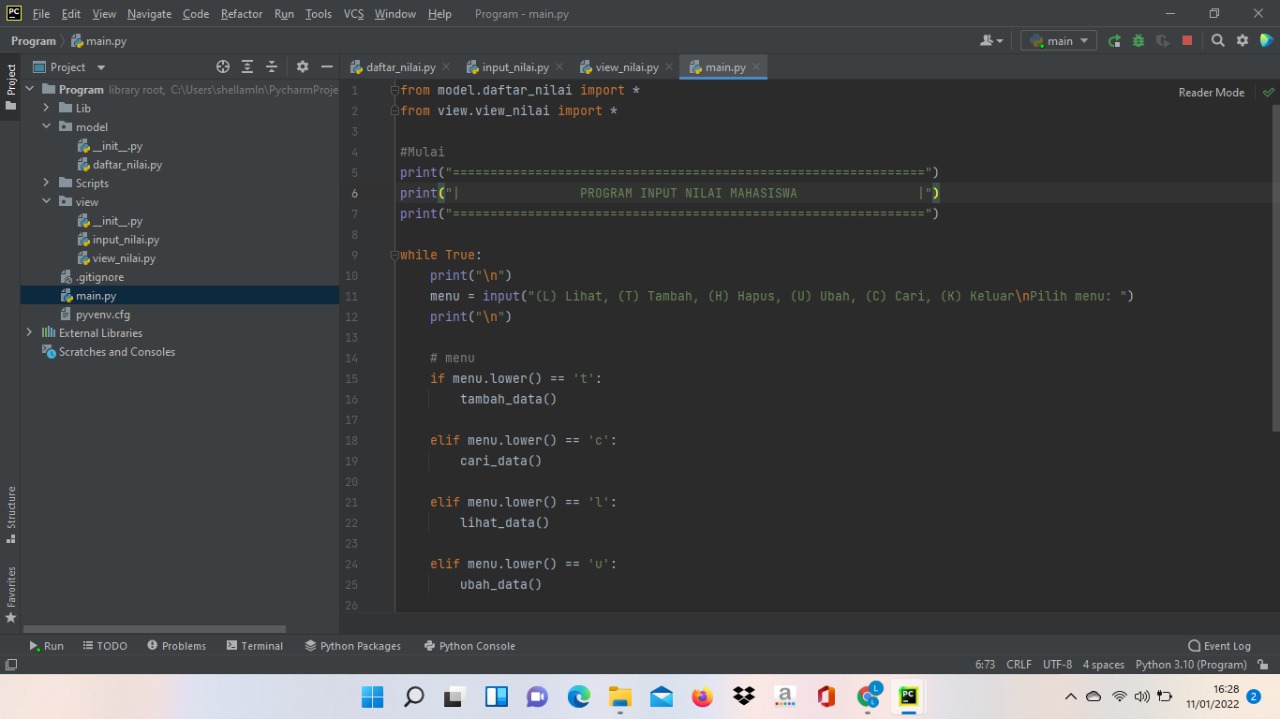 PC File Edit View Navigate Code Refactor Run Tools VCS Window Help Program - main.py
Program main.py main
Project daftar_nilai.py input_nilai.py view_nilai.py main.py
Project
Program library root, C:\Users\shellamln\PycharmProje
Lib
model
__init__.py
daftar_nilai.py
Scripts
view
__init__.py
input_nilai.py
view_nilai.py
.gitignore
main.py
pyvenv.cfg
External Libraries
Scratches and Consoles
Structure
Favorites
Reader Mode
1 from model.daftar_nilai import *
2 from view.view_nilai import *
3
4 #Mulai
5 print("===============================================================")
6 print("|                PROGRAM INPUT NILAI MAHASISWA                |")
7 print("===============================================================")
8
9 while True:
10     print("\n")
11     menu = input("(L) Lihat, (T) Tambah, (H) Hapus, (U) Ubah, (C) Cari, (K) Keluar\nPilih menu: ")
12     print("\n")
13
14     # menu
15     if menu.lower() == 't':
16         tambah_data()
17
18     elif menu.lower() == 'c':
19         cari_data()
20
21     elif menu.lower() == 'l':
22         lihat_data()
23
24     elif menu.lower() == 'u':
25         ubah_data()
26
Run TODO Problems Terminal Python Packages Python Console Event Log
6:73 CRLF UTF-8 4 spaces Python 3.10 (Program)
a L L PC
16:28
11/01/2022 2